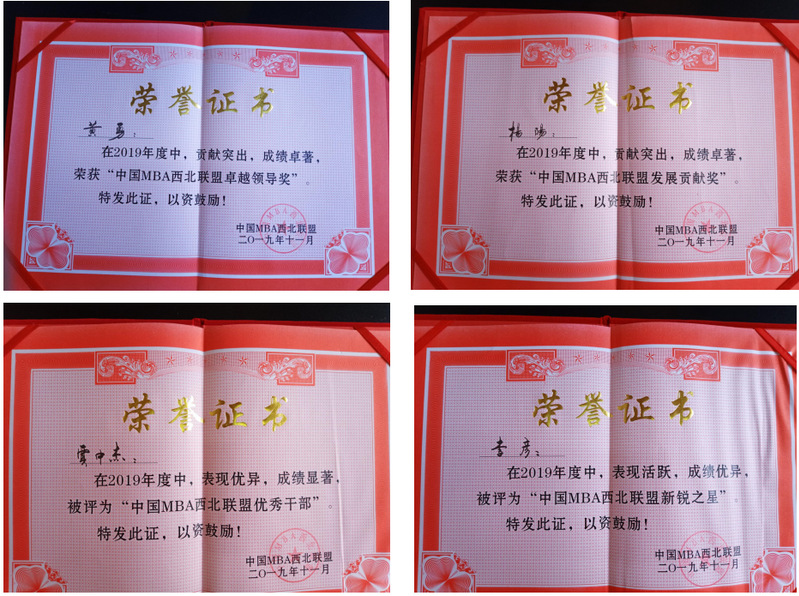 荣誉证书
黄勇：
在2019年度中，贡献突出，成绩卓著，
荣获“中国MBA西北联盟卓越领导奖”。
特发此证，以资鼓励！
中国MBA西北联盟
二〇一九年十一月
荣誉证书
杨鸣：
在2019年度中，贡献突出，成绩卓著，
荣获“中国MBA西北联盟发展贡献奖”。
特发此证，以资鼓励！
中国MBA西北联盟
二〇一九年十一月
荣誉证书
贾中杰：
在2019年度中，表现优异，成绩显著，
被评为“中国MBA西北联盟优秀干部”。
特发此证，以资鼓励！
中国MBA西北联盟
二〇一九年十一月
荣誉证书
李彦：
在2019年度中，表现活跃，成绩优异，
被评为“中国MBA西北联盟新锐之星”。
特发此证，以资鼓励！
中国MBA西北联盟
二〇一九年十一月